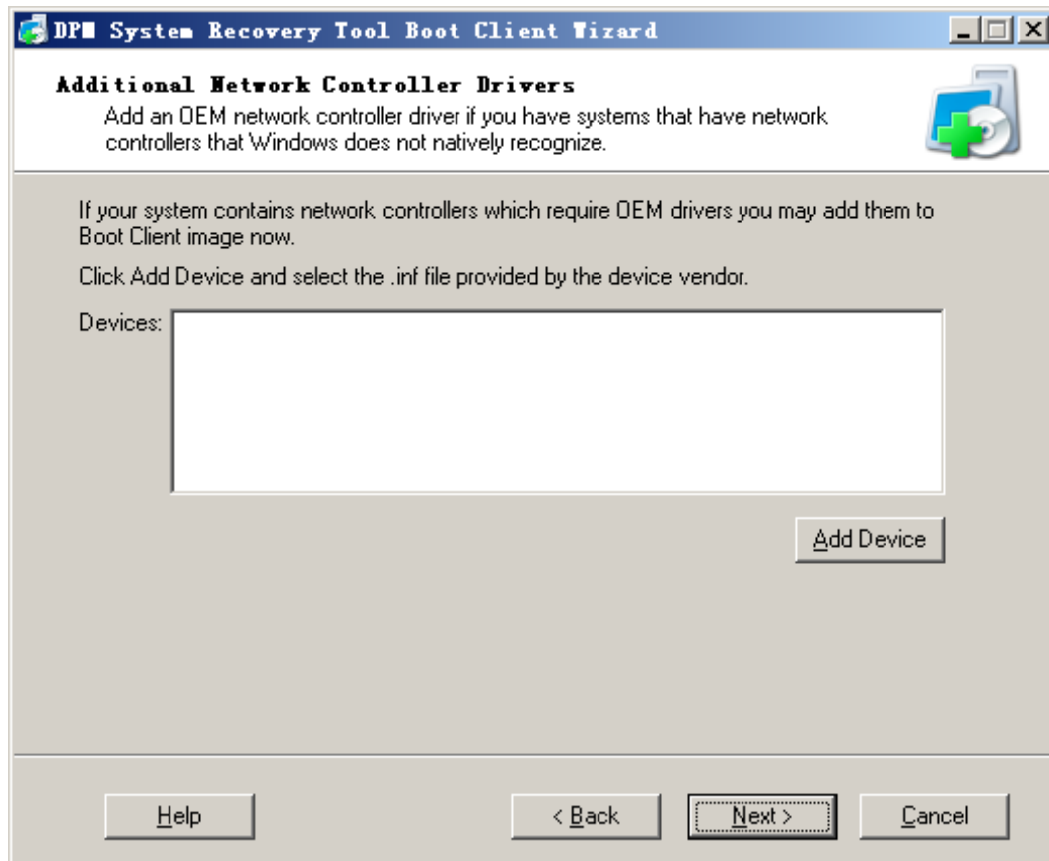 DPM System Recovery Tool Boot Client Wizard
Additional Network Controller Drivers
Add an OEM network controller driver if you have systems that have network
controllers that Windows does not natively recognize.
If your system contains network controllers which require OEM drivers you may add them to
Boot Client image now.
Click Add Device and select the .inf file provided by the device vendor.
Devices:
Add Device
Help
< Back
Next >
Cancel